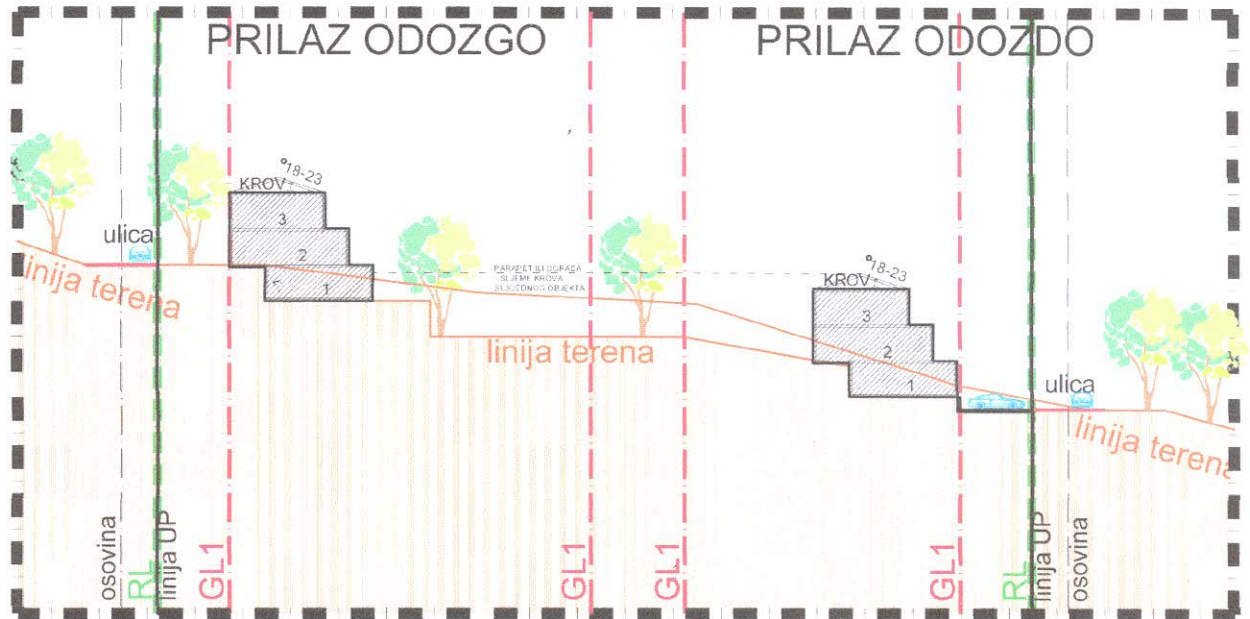 PRILAZ ODOZGO
PRILAZ ODOZDO
°18-23
KROV
3
2
1
ulica
linija terena
PARAPET ILI OGRADA
SLJEME KROVA
SUSJEDNOG OBJEKTA
linija terena
°18-23
KROV
3
2
1
ulica
linija terena
osovina
RL
linija UP
GL1
GL1
GL1
GL1
RL
linija UP
osovina